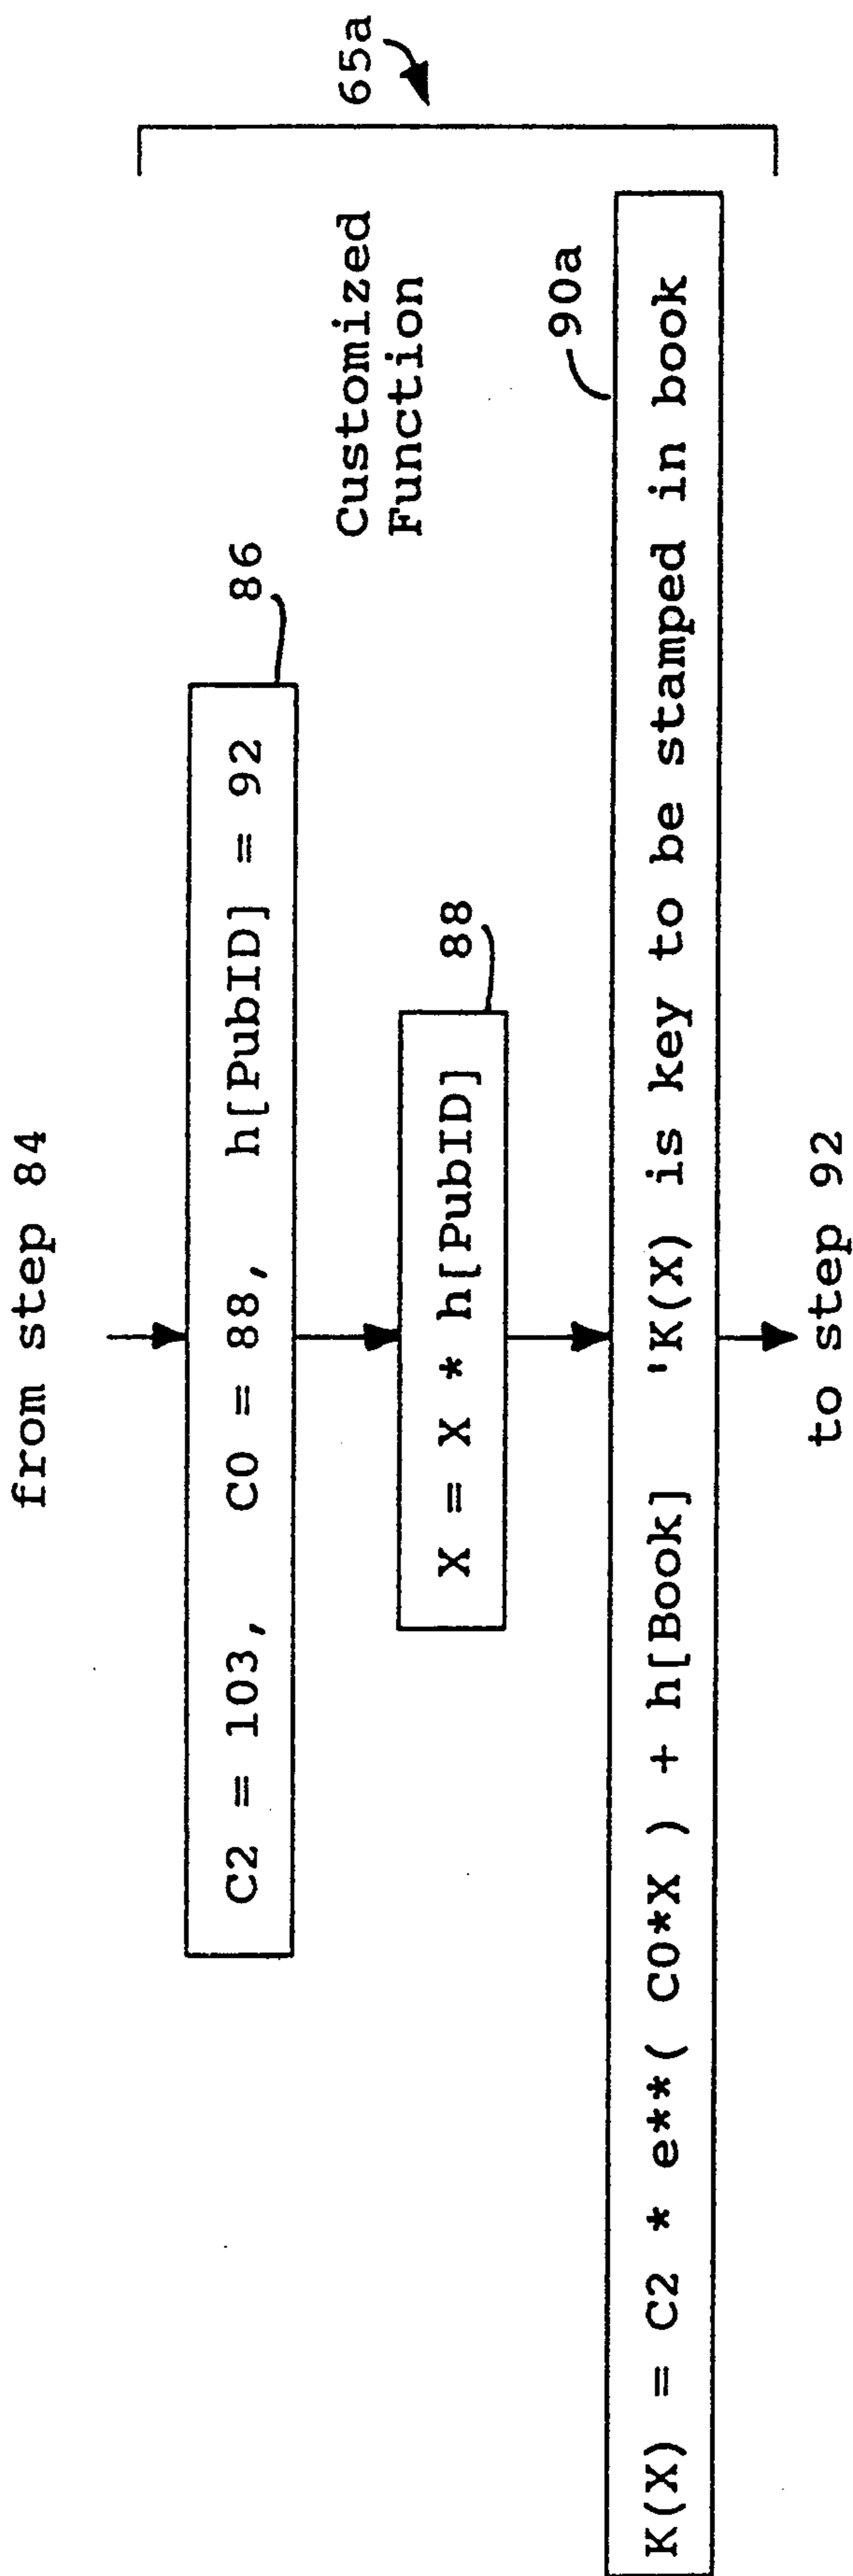 from step 84
65a
C2 = 103, C0 = 88, h[PubID] = 92
86
Customized
Function
X = X * h[PubID]
88
90a
K(X) = C2 * e**( C0*X ) + h[Book] 'K(X) is key to be stamped in book
to step 92